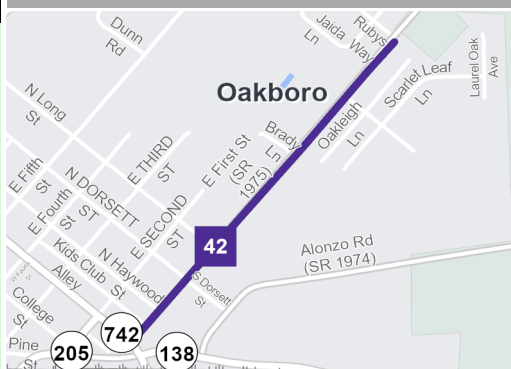 Dunn
Rd
Jaida Way
Ln
Rubys
Oakboro
Laurel Oak
Ave
Scarlet Leaf
Ln
Oakleigh
Ln
Brady
Ln
N Long
St
E THIRD
ST
E First St
(SR
1975)
E Fifth
St
N DORSETT
ST
E Fourth
St
E SECOND
ST
42
Alonzo Rd
(SR 1974)
Kids Club
Alley
N Haywood
St
S Dorsett
St
College
St
742
Pine
St
205
138